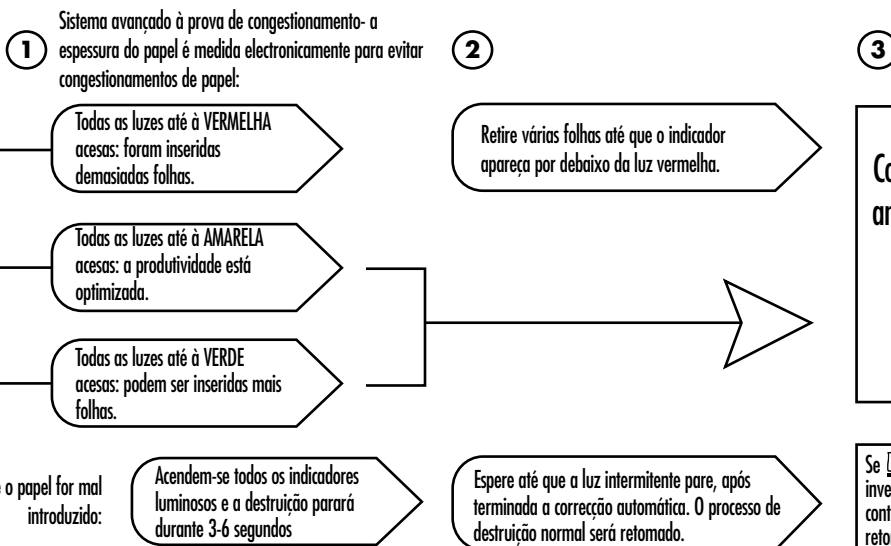 1
Sistema avançado à prova de congestionamento- a
espessura do papel é medida electronicamente para evitar
congestionamentos de papel:
Todas as luzes até à VERMELHA
acesas: foram inseridas
demasiadas folhas.
Todas as luzes até à AMARELA
acesas: a produtividade está
optimizada.
Todas as luzes até à VERDE
acesas: podem ser inseridas mais
folhas.
2
Retire várias folhas até que o indicador
apareça por debaixo da luz vermelha.
3
o papel for mal
introduzido:
Acendem-se todos os indicadores
luminosos e a destruição parará
durante 3-6 segundos
Espere até que a luz intermitente pare, após
terminada a correcção automática. O processo de
destruição normal será retomado.
Se